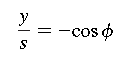 y/s = −cos ϕ